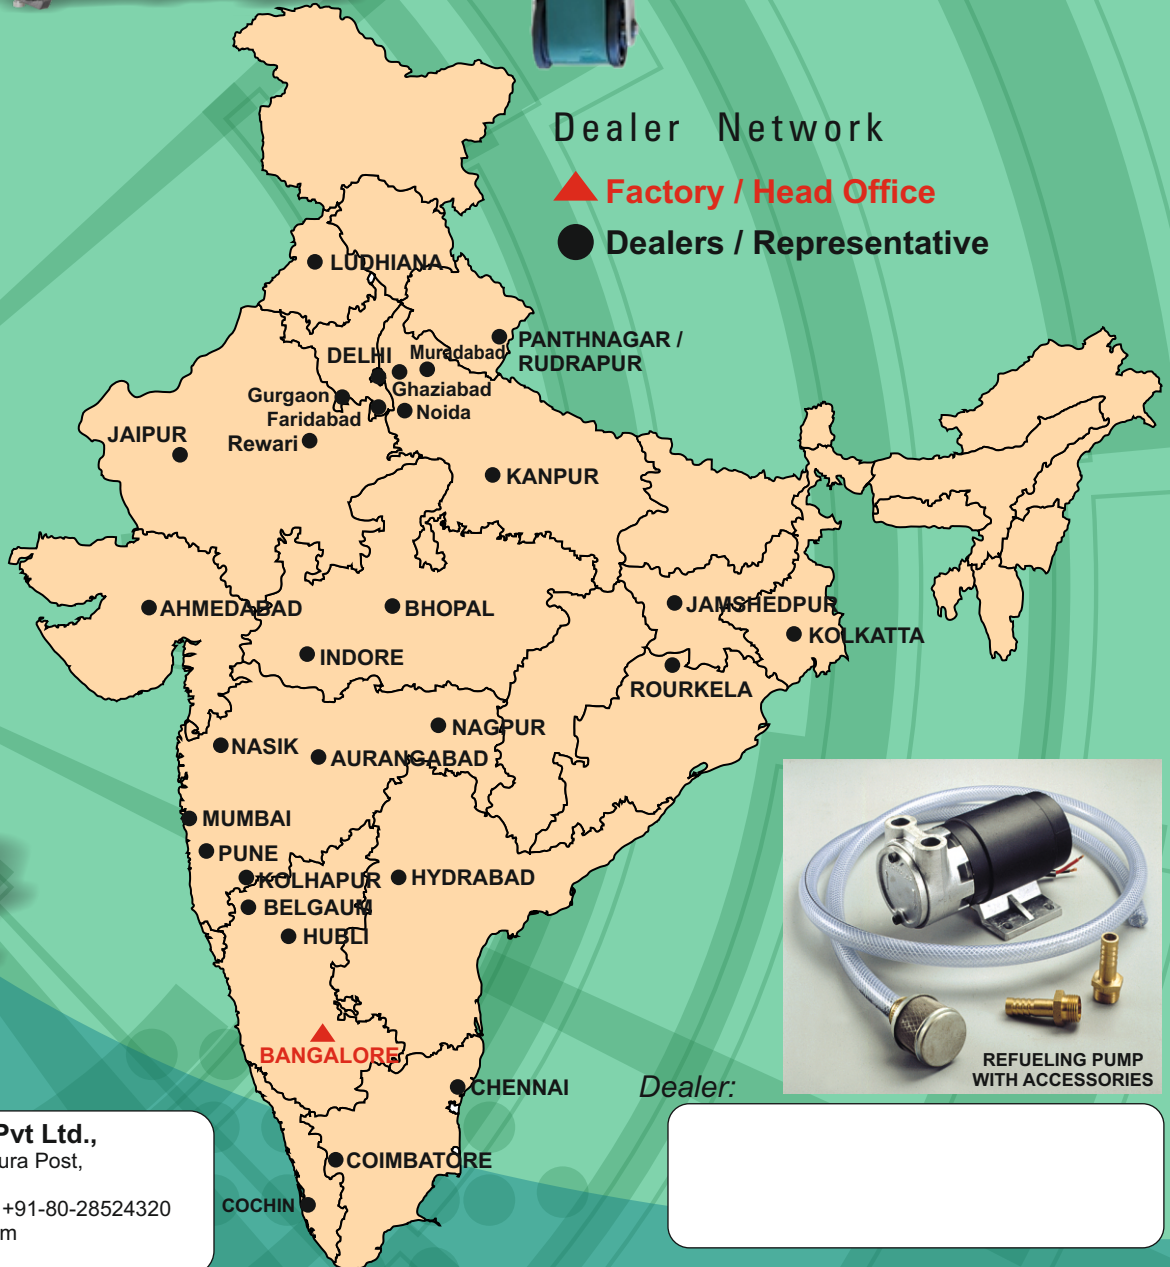 Dealer Network
Factory / Head Office
Dealers / Representative
LUDHIANA
PANTHNAGAR /
RUDRAPUR
DELHI
Muradabad
Ghaziabad
Gurgaon
Faridabad
Noida
JAIPUR
Rewari
KANPUR
AHMEDABAD
BHOPAL
JAMSHEDPUR
KOLKATTA
INDORE
ROURKELA
NAGPUR
NASIK
AURANGABAD
MUMBAI
PUNE
KOLHAPUR
HYDRABAD
BELGAUM
HUBLI
BANGALORE
CHENNAI
COIMBATORE
COCHIN
REFUELING PUMP
WITH ACCESSORIES
Dealer:
Pvt Ltd.,
ura Post,
+91-80-28524320
m